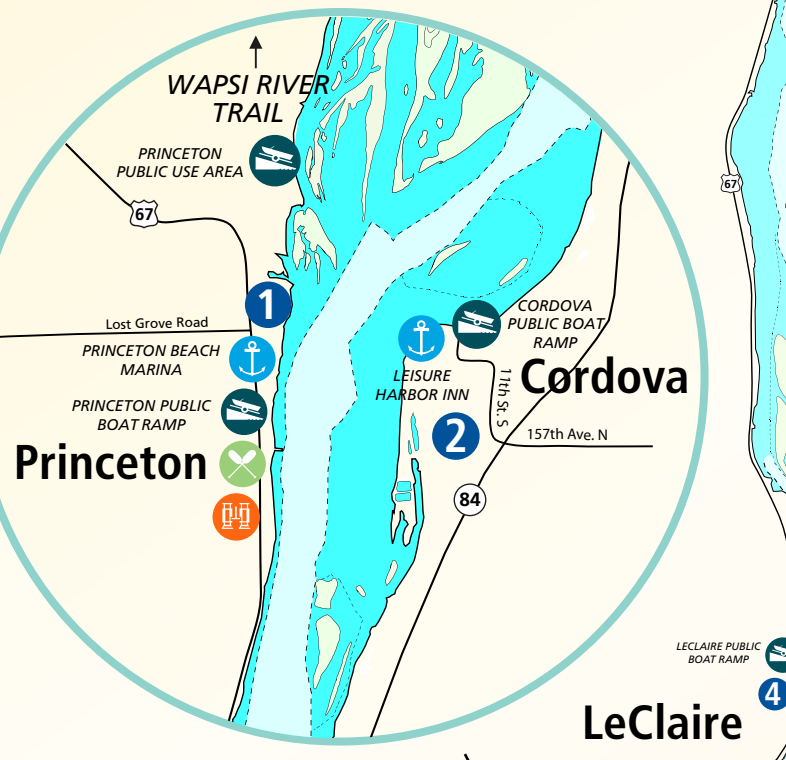 WAPSI RIVER
TRAIL
PRINCETON
PUBLIC USE AREA
67
67
1
Lost Grove Road
PRINCETON BEACH
MARINA
CORDOVA
PUBLIC BOAT
RAMP
LEISURE
HARBOR INN
Cordova
11th St. S
PRINCETON PUBLIC
BOAT RAMP
2
157th Ave. N
Princeton
84
LECLAIRE PUBLIC
BOAT RAMP
4
LeClaire